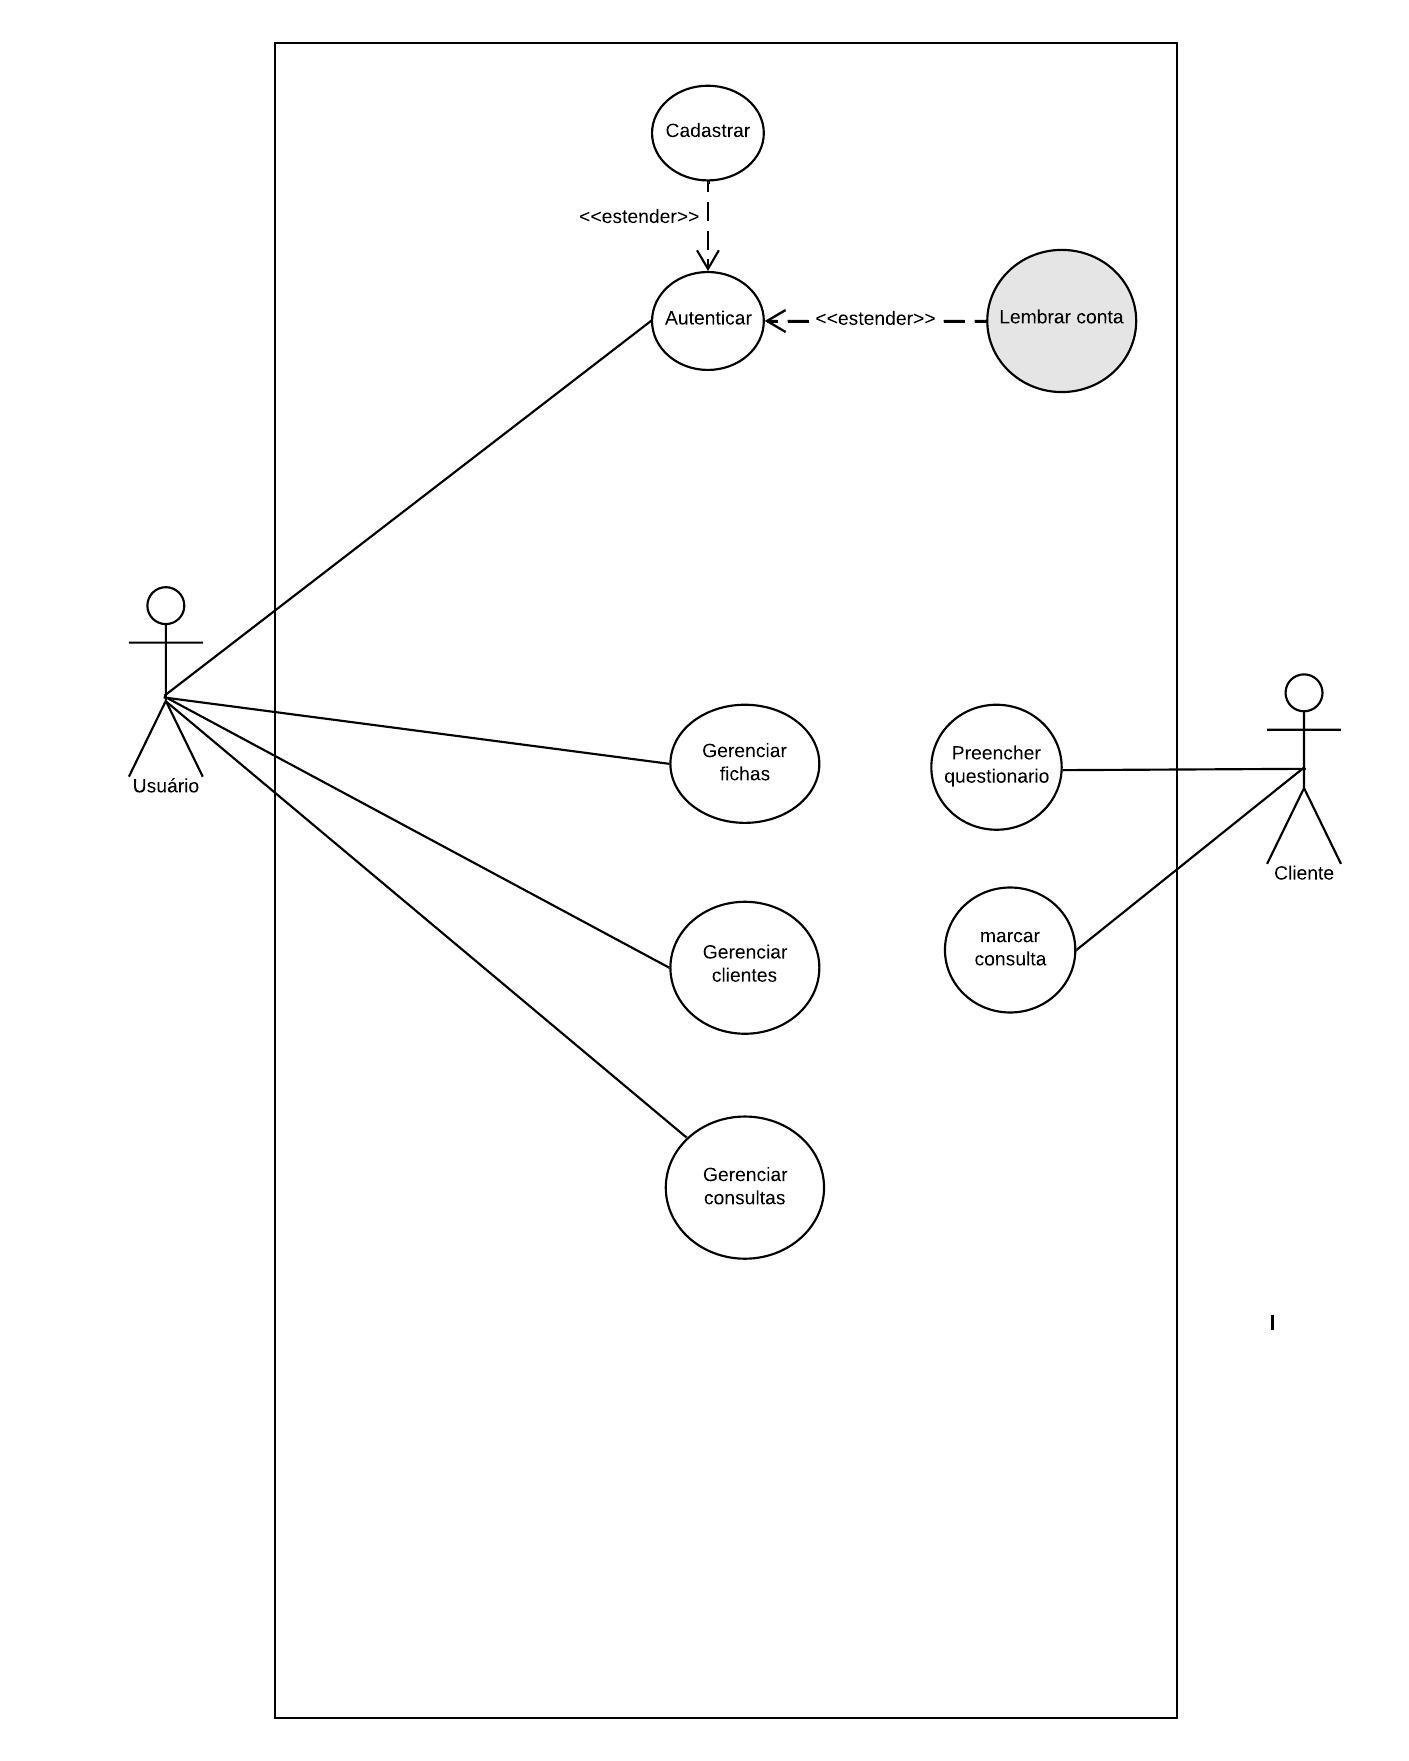 Cadastrar
<<estender>>
Autenticar
<<estender>>
Lembrar conta
Usuário
Gerenciar
fichas
Preencher
questionario
Cliente
Gerenciar
clientes
marcar
consulta
Gerenciar
consultas